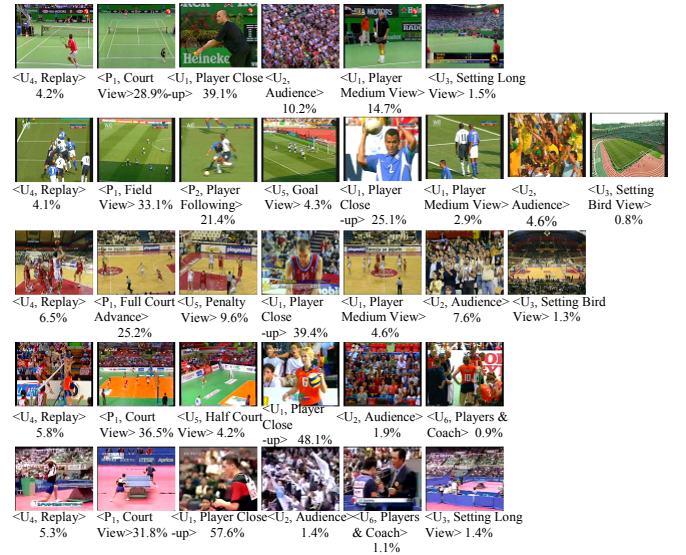 Heineke
MOTORS
<U4, Replay> <P1, Court <U1, Player Close <U2, <U1, Player <U3, Setting Long
4.2% View>28.9% -up> 39.1% Audience> Medium View> View> 1.5%
10.2% 14.7%
<U4, Replay> <P1, Field <P2, Player <U5, Goal <U1, Player <U1, Player <U2, <U3, Setting
4.1% View> 33.1% Following> View> 4.3% Close Medium View> Audience> Bird View>
21.4% -up> 25.1% 2.9% 4.6% 0.8%
<U4, Replay> <P1, Full Court <U5, Penalty <U1, Player <U1, Player <U2, Audience> <U3, Setting Bird
6.5% Advance> View> 9.6% Close Medium View> 7.6% View> 1.3%
25.2% -up> 39.4% 4.6%
<U4, Replay> <P1, Court <U5, Half Court <U1, Player <U2, Audience> <U6, Players &
5.8% View> 36.5% View> 4.2% Close 1.9% Coach> 0.9%
-up> 48.1%
<U4, Replay> <P1, Court <U1, Player Close <U2, Audience> <U6, Players <U3, Setting Long
5.3% View>31.8% -up> 57.6% 1.4% & Coach> View> 1.4%
1.1%